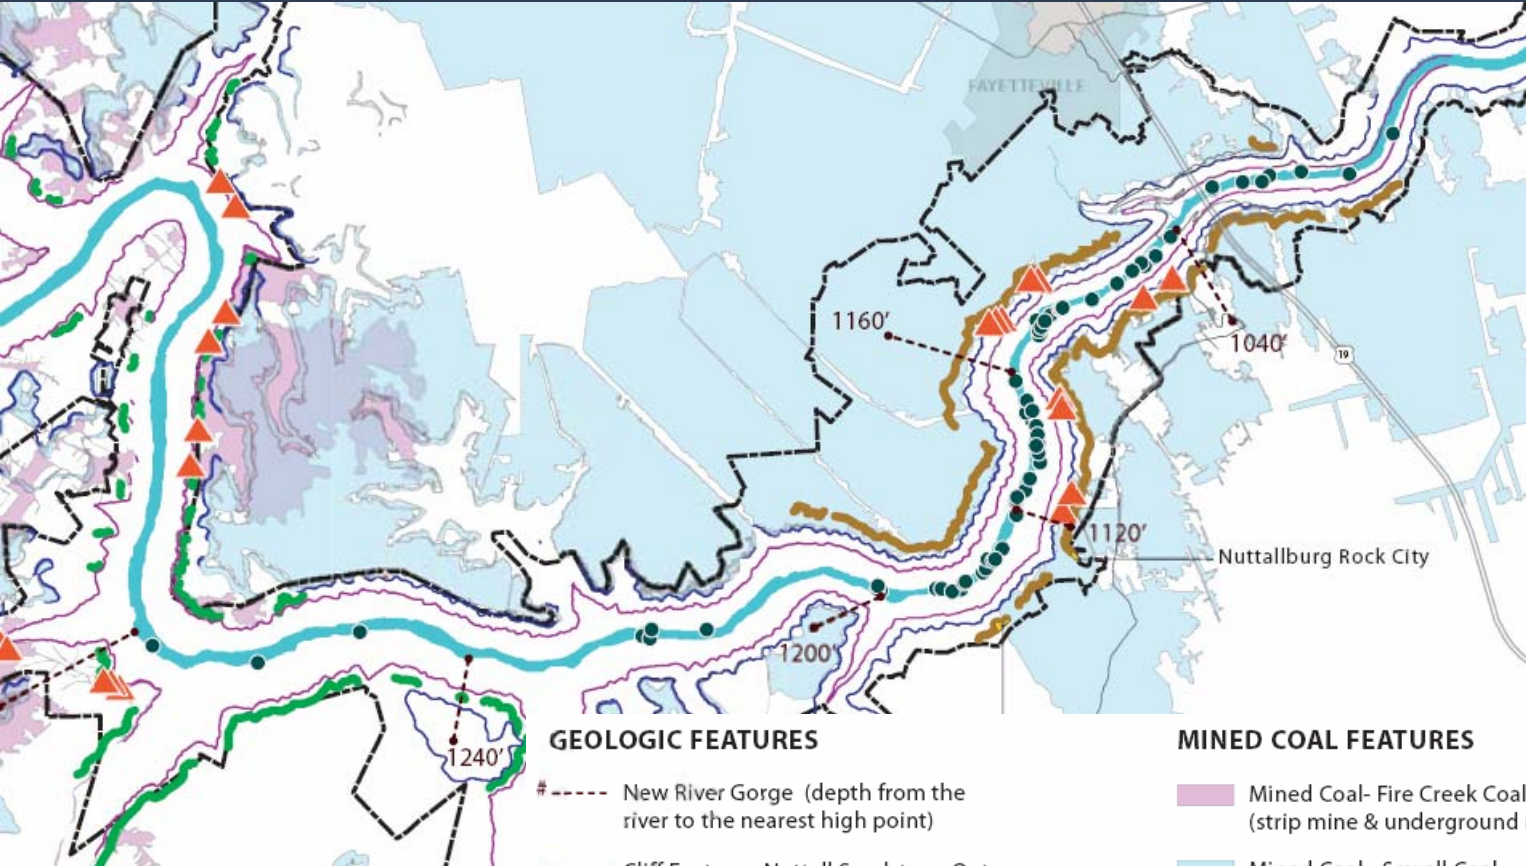 FAYETTEVILLE
1160'
1040'
19
1120'
Nuttallburg Rock City
1200'
1240'
GEOLOGIC FEATURES
# New River Gorge (depth from the
river to the nearest high point)
MINED COAL FEATURES
Mined Coal- Fire Creek Coal
(strip mine & underground